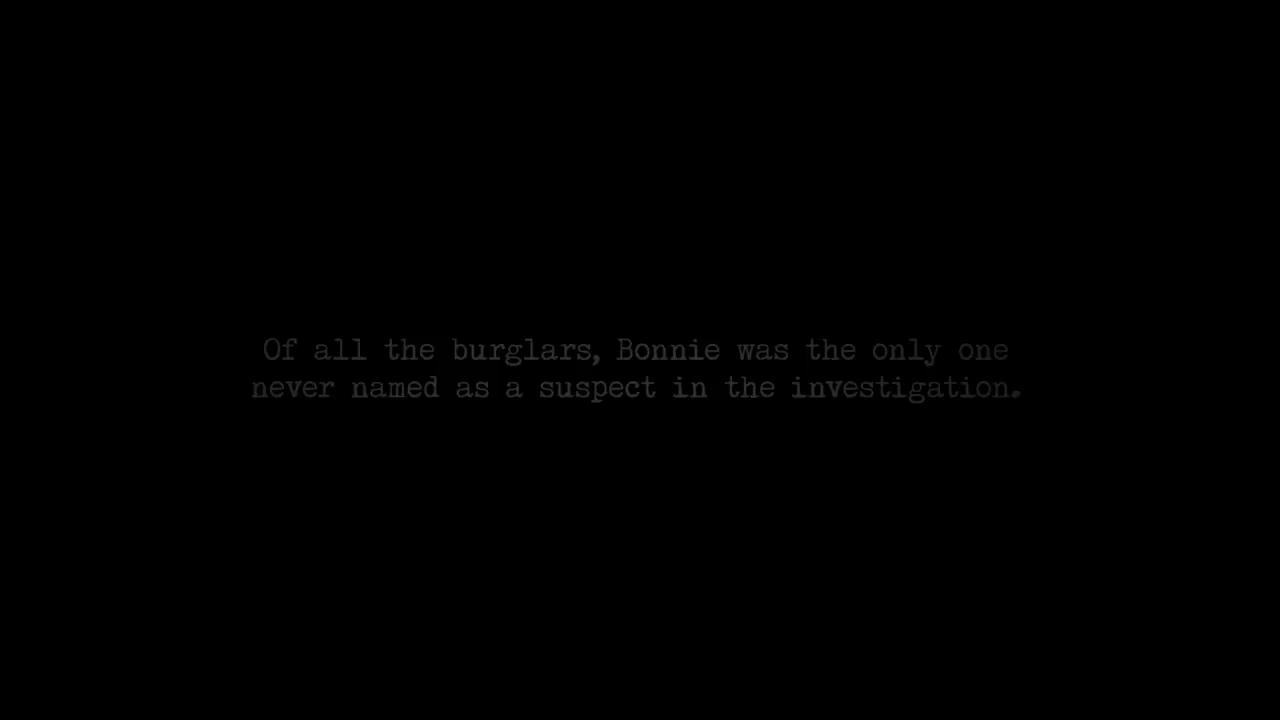 Of all the burglars, Bonnie was the only one
never named as a suspect in the investigation.